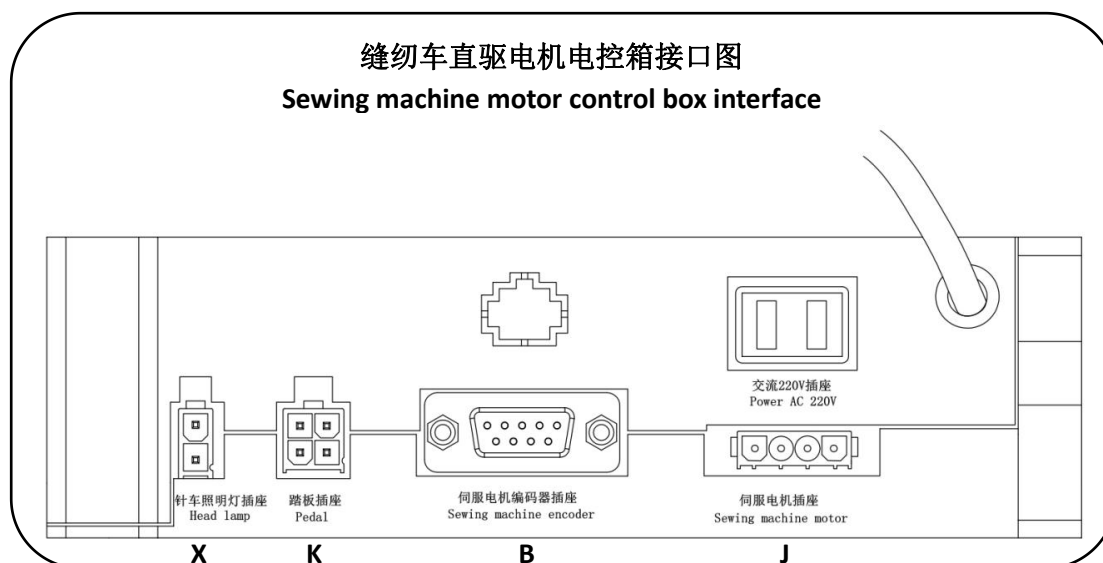 缝纫车直驱电机电控箱接口图
Sewing machine motor control box interface
交流220V插座
Power AC 220V
针车照明灯插座
Head lamp
踏板插座
Pedal
伺服电机编码器插座
Sewing machine encoder
伺服电机插座
Sewing machine motor
X
K
B
J